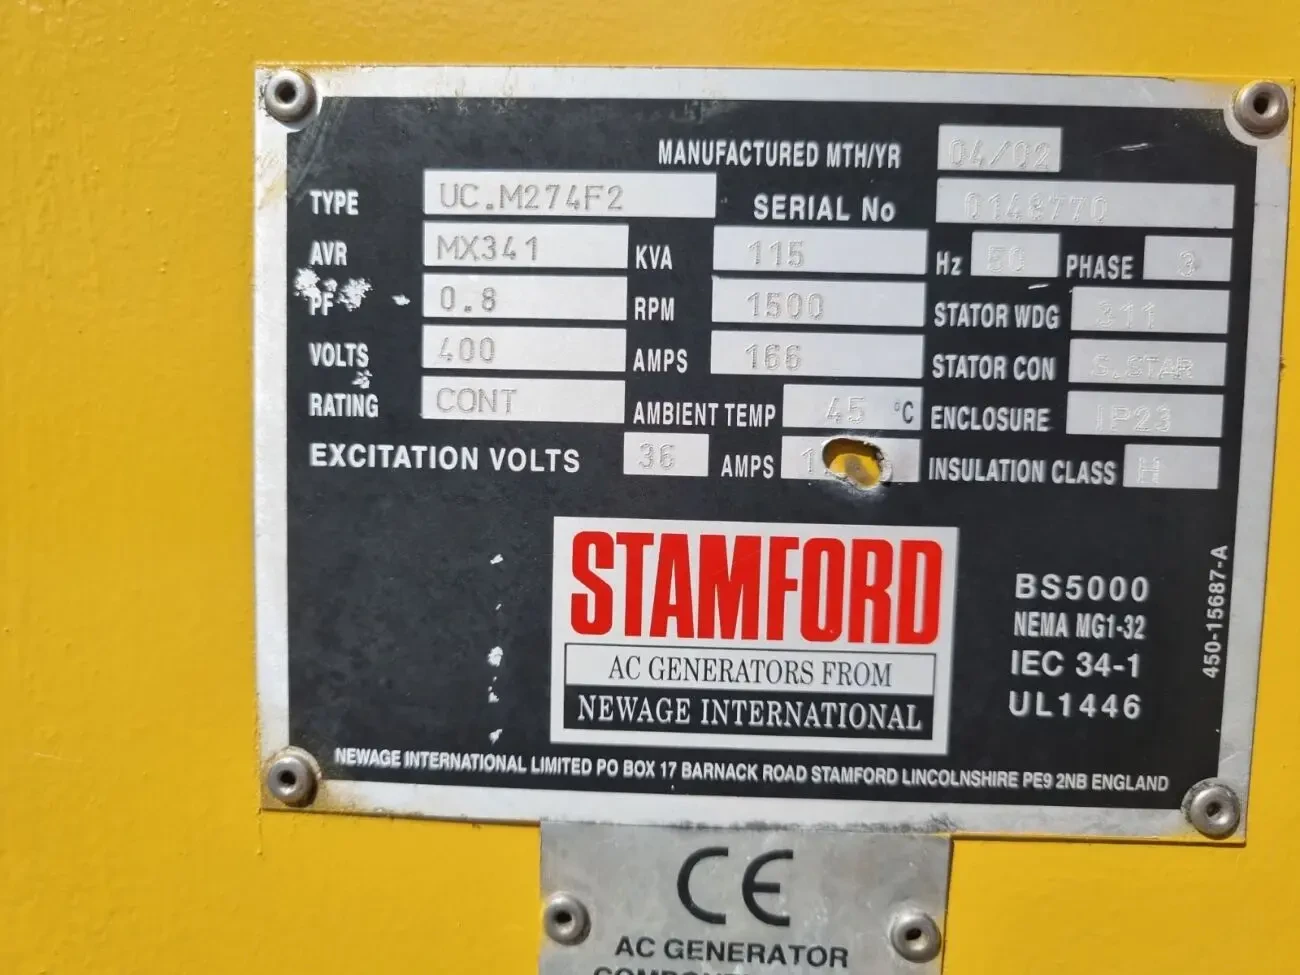 MANUFACTURED MTH/YR 04/02
TYPE UC.M274F2 SERIAL No 0148770
AVR MX341 KVA 115 Hz 50 PHASE 3
PF 0.8 RPM 1500 STATOR WDG 311
VOLTS 400 AMPS 166 STATOR CON S.STAR
RATING CONT AMBIENT TEMP 45 °C ENCLOSURE IP23
EXCITATION VOLTS 36 AMPS INSULATION CLASS H
STAMFORD
AC GENERATORS FROM
NEWAGE INTERNATIONAL
BS5000
NEMA MG1-32
IEC 34-1
UL1446
450-15687-A
NEWAGE INTERNATIONAL LIMITED PO BOX 17 BARNACK ROAD STAMFORD LINCOLNSHIRE PE9 2NB ENGLAND
CE
AC GENERATOR